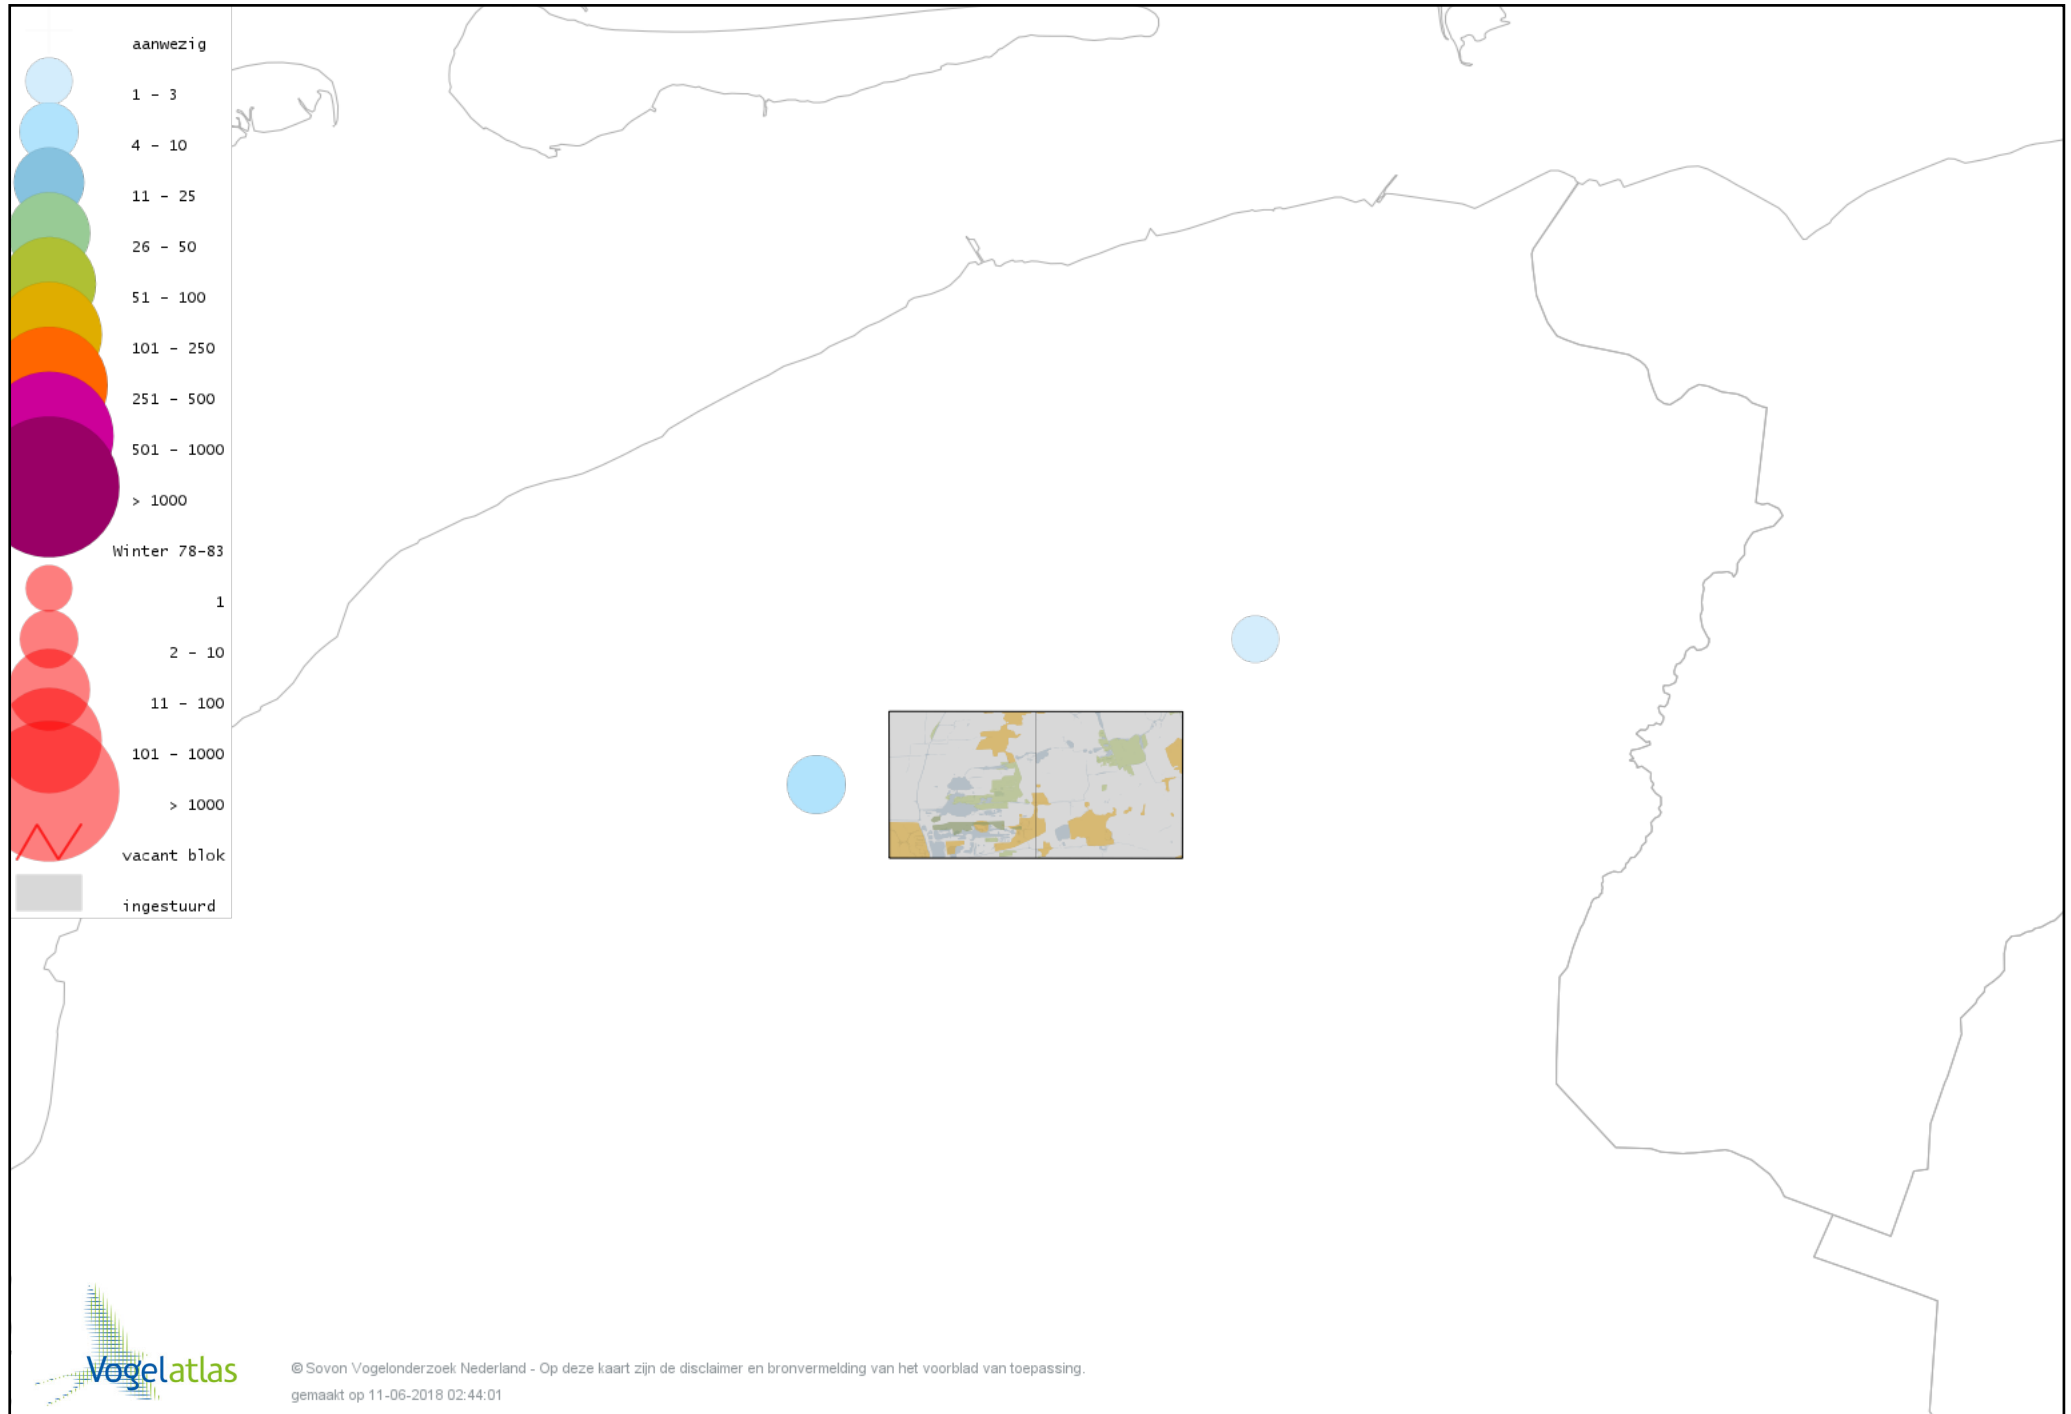 aanwezig
1 - 3
4 - 10
11 - 25
26 - 50
51 - 100
101 - 250
251 - 500
501 - 1000
> 1000
Winter 78-83
1
2 - 10
11 - 100
101 - 1000
> 1000
vacant blok
ingestuurd
Vogelatlas
© Sovon Vogelonderzoek Nederland - Op deze kaart zijn de disclaimer en bronvermelding van het voorblad van toepassing.
gemaakt op 11-06-2018 02:44:01